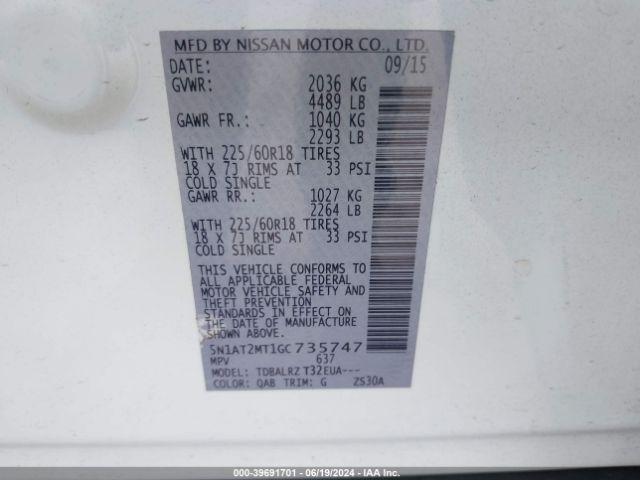 MFD BY NISSAN MOTOR CO., LTD.
DATE: 09/15
GVWR: 2036 KG
4489 LB
GAWR FR.: 1040 KG
2293 LB
WITH 225/60R18 TIRES
18 X 7J RIMS AT 33 PSI
COLD SINGLE
GAWR RR.: 1027 KG
2264 LB
WITH 225/60R18 TIRES
18 X 7J RIMS AT 33 PSI
COLD SINGLE
THIS VEHICLE CONFORMS TO
ALL APPLICABLE FEDERAL
MOTOR VEHICLE SAFETY AND
THEFT PREVENTION
STANDARDS IN EFFECT ON
THE DATE OF MANUFACTURE
SHOWN ABOVE.
5N1AT2MT1GC735747
MPV 637
MODEL: TDBALRZ T32EUA---
COLOR: QAB TRIM: G ZS30A
000-39691701 - 06/19/2024 - IAA Inc.